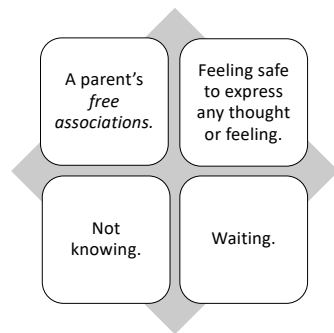 A parent's
free
associations.
Feeling safe
to express
any thought
or feeling.
Not
knowing.
Waiting.